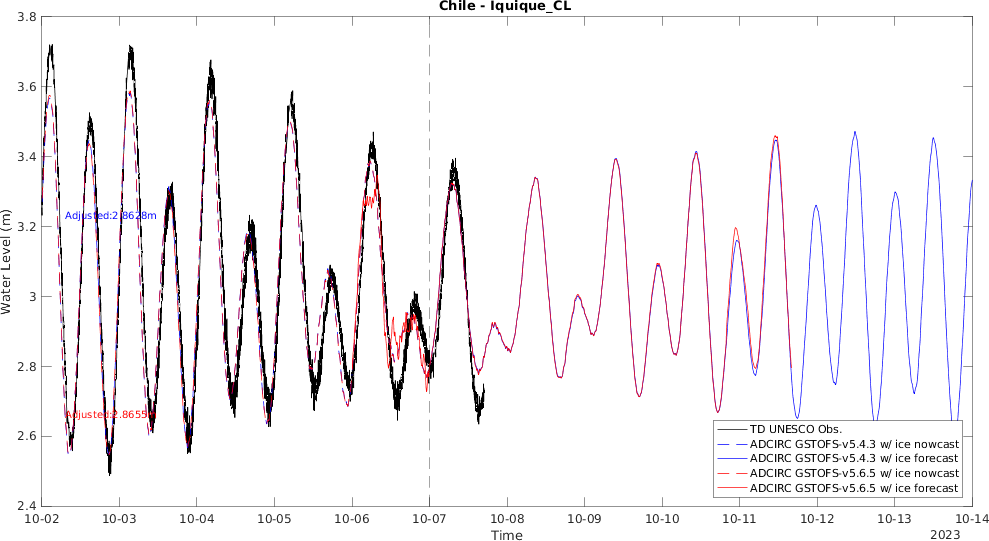 Chile - Iquique_CL
3.8
3.6
3.4
3.2
3
2.8
2.6
2.4
Water Level (m)
Adjusted:2.8628m
Adjusted:2.8655
TD UNESCO Obs.
ADCIRC GSTOFS-v5.4.3 w/ ice nowcast
ADCIRC GSTOFS-v5.4.3 w/ ice forecast
ADCIRC GSTOFS-v5.6.5 w/ ice nowcast
ADCIRC GSTOFS-v5.6.5 w/ ice forecast
10-02 10-03 10-04 10-05 10-06 10-07 10-08 10-09 10-10 10-11 10-12 10-13 10-14
Time
2023